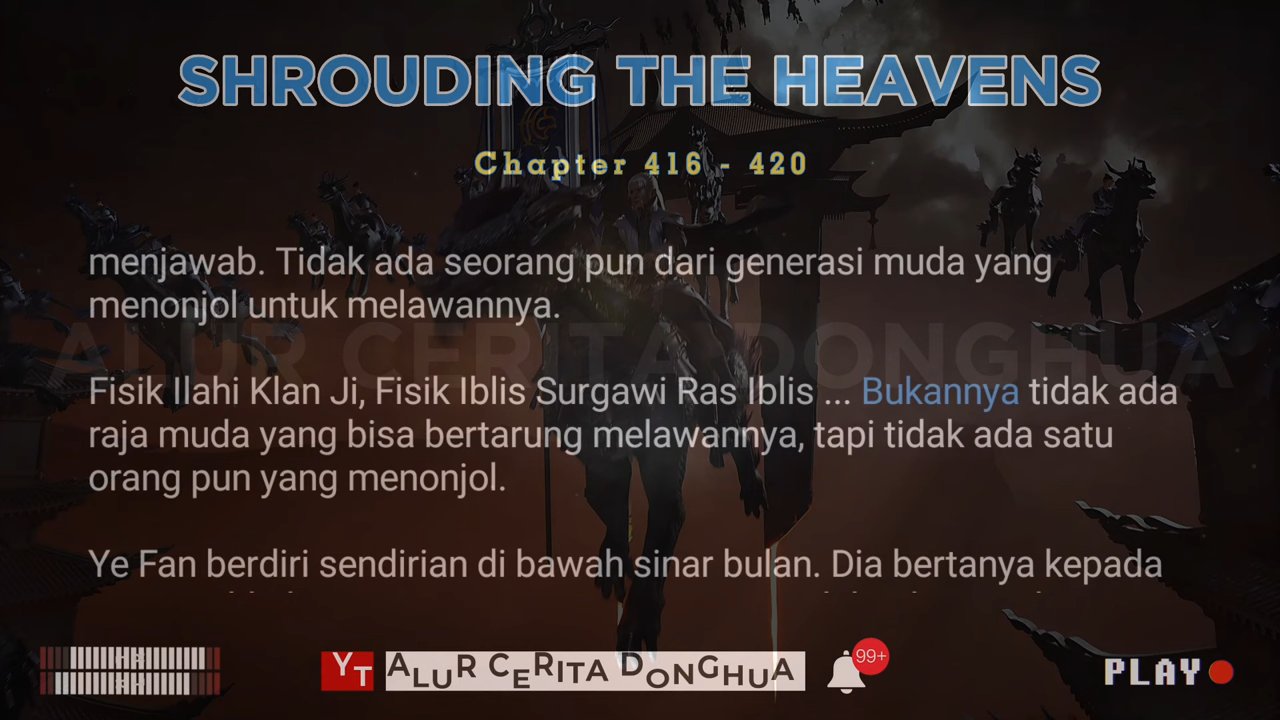 SHROUDING THE HEAVENS
Chapter 416 - 420
menjawab. Tidak ada seorang pun dari generasi muda yang
menonjol untuk melawannya.
ALUR CERITA DONGHUA
Fisik Ilahi Klan Ji, Fisik Iblis Surgawi Ras Iblis ... Bukannya tidak ada
raja muda yang bisa bertarung melawannya, tapi tidak ada satu
orang pun yang menonjol.
Ye Fan berdiri sendirian di bawah sinar bulan. Dia bertanya kepada
YT ALUR CERITA DONGHUA
99+
PLAY